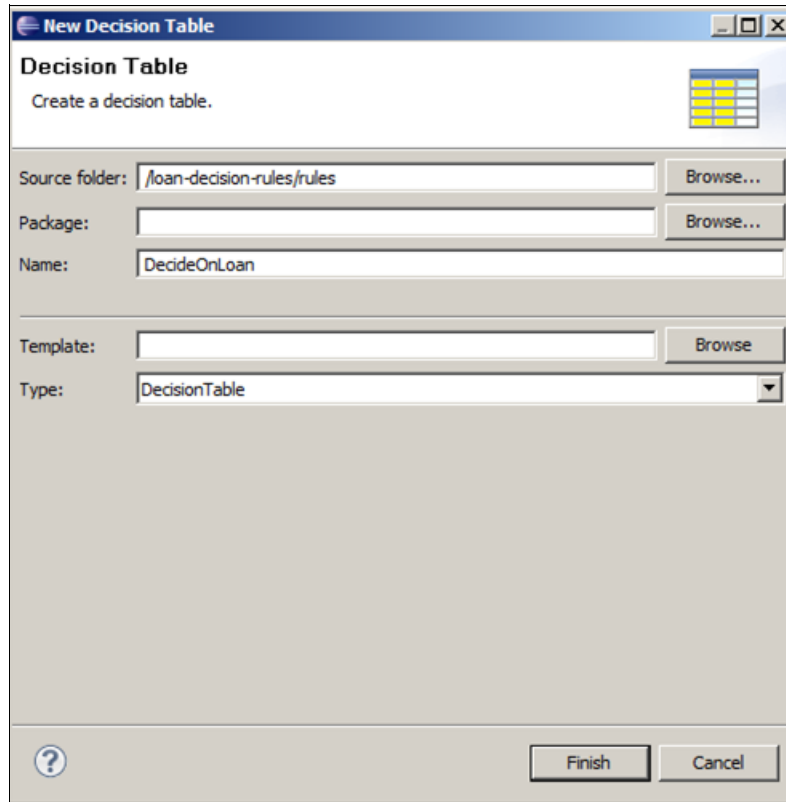 New Decision Table
Decision Table
Create a decision table.
Source folder: /loan-decision-rules/rules Browse...
Package: Browse...
Name: DecideOnLoan
Template: Browse
Type: DecisionTable
? Finish Cancel